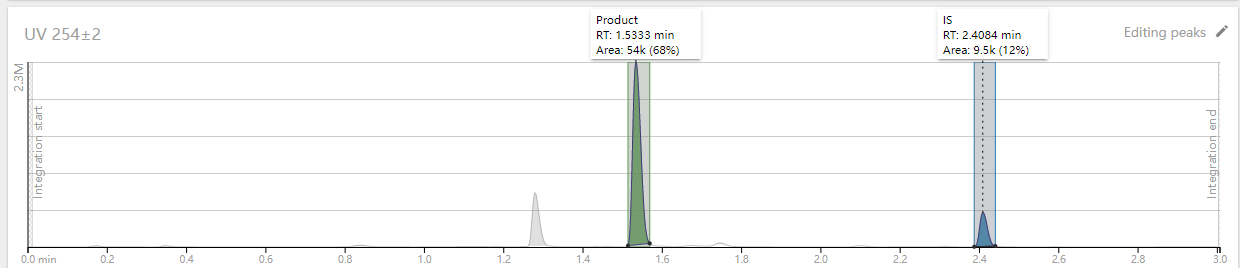 UV 254±2
Product
RT: 1.5333 min
Area: 54k (68%)
IS
RT: 2.4084 min
Area: 9.5k (12%)
Editing peaks
2.3M
Integration start
Integration end
0.0 min 0.2 0.4 0.6 0.8 1.0 1.2 1.4 1.6 1.8 2.0 2.2 2.4 2.6 2.8 3.0